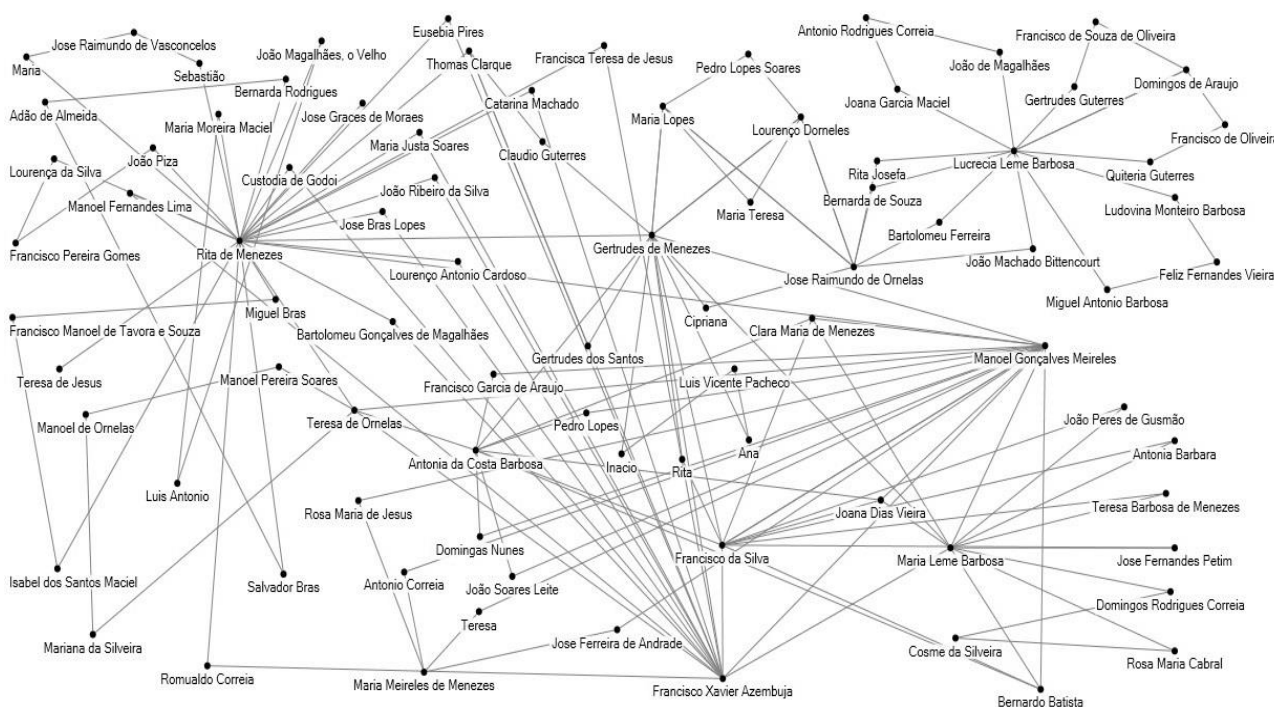 Eusebia Pires
Antonio Rodrigues Correia
Francisco de Souza de Oliveira
Jose Raimundo de Vasconcelos
João Magalhães, o Velho
Thomas Clarque
Francisca Teresa de Jesus
Pedro Lopes Soares
João de Magalhães
Maria
Sebastião
Bernarda Rodrigues
Catarina Machado
Joana Garcia Maciel
Gertrudes Guterres
Domingos de Araujo
Adão de Almeida
Maria Moreira Maciel
Jose Graces de Moraes
Maria Justa Soares
Claudio Guterres
Maria Lopes
Lourenço Dorneles
Francisco de Oliveira
Lourença da Silva
João Piza
Custodia de Godoi
João Ribeiro da Silva
Rita Josefa
Lucrecia Leme Barbosa
Quiteria Guterres
Manoel Fernandes Lima
Jose Bras Lopes
Maria Teresa
Bernarda de Souza
Ludovina Monteiro Barbosa
Francisco Pereira Gomes
Rita de Menezes
Gertrudes de Menezes
Bartolomeu Ferreira
Lourenço Antonio Cardoso
Jose Raimundo de Ornelas
João Machado Bittencourt
Feliz Fernandes Vieira
Miguel Antonio Barbosa
Miguel Bras
Cipriana
Francisco Manoel de Tavora e Souza
Bartolomeu Gonçalves de Magalhães
Clara Maria de Menezes
Teresa de Jesus
Manoel Pereira Soares
Gertrudes dos Santos
Manoel Gonçalves Meireles
Francisco Garcia de Araujo
Luis Vicente Pacheco
Manoel de Ornelas
Teresa de Ornelas
Pedro Lopes
João Peres de Gusmão
Antonia da Costa Barbosa
Inacio
Rita
Ana
Antonia Barbara
Luis Antonio
Rosa Maria de Jesus
Joana Dias Vieira
Teresa Barbosa de Menezes
Domingas Nunes
Francisco da Silva
Maria Leme Barbosa
Jose Fernandes Petim
Isabel dos Santos Maciel
Salvador Bras
Antonio Correia
João Soares Leite
Domingos Rodrigues Correia
Teresa
Mariana da Silveira
Jose Ferreira de Andrade
Cosme da Silveira
Rosa Maria Cabral
Romualdo Correia
Maria Meireles de Menezes
Francisco Xavier Azembuja
Bernardo Batista